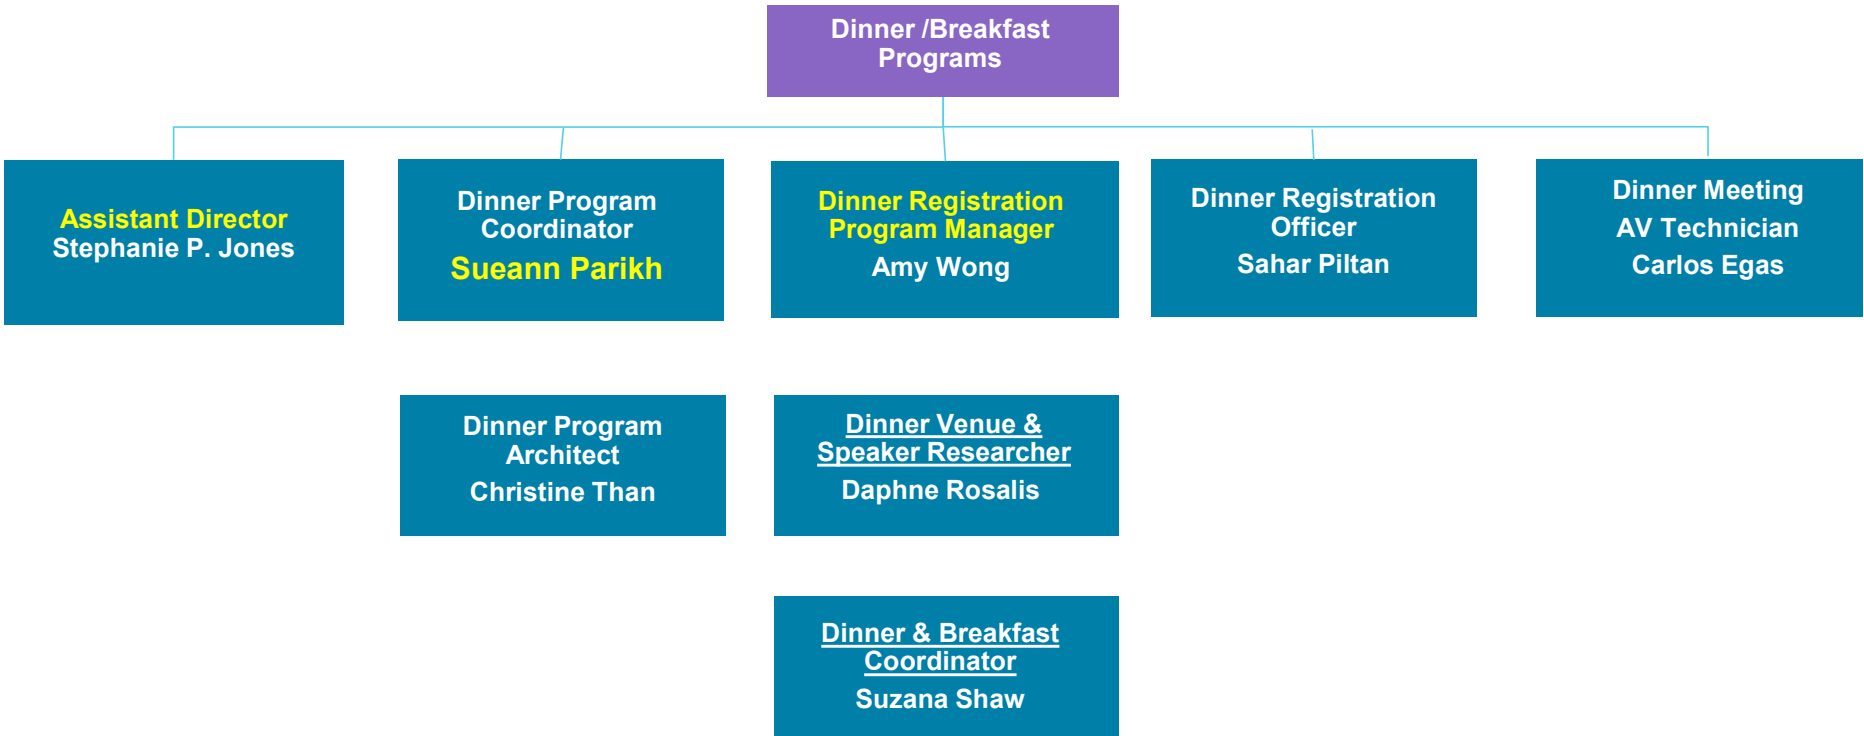 Dinner /Breakfast
Programs
Assistant Director
Stephanie P. Jones
Dinner Program
Coordinator
Sueann Parikh
Dinner Registration
Program Manager
Amy Wong
Dinner Registration
Officer
Sahar Piltan
Dinner Meeting
AV Technician
Carlos Egas
Dinner Program
Architect
Christine Than
Dinner Venue &
Speaker Researcher
Daphne Rosalis
Dinner & Breakfast
Coordinator
Suzana Shaw